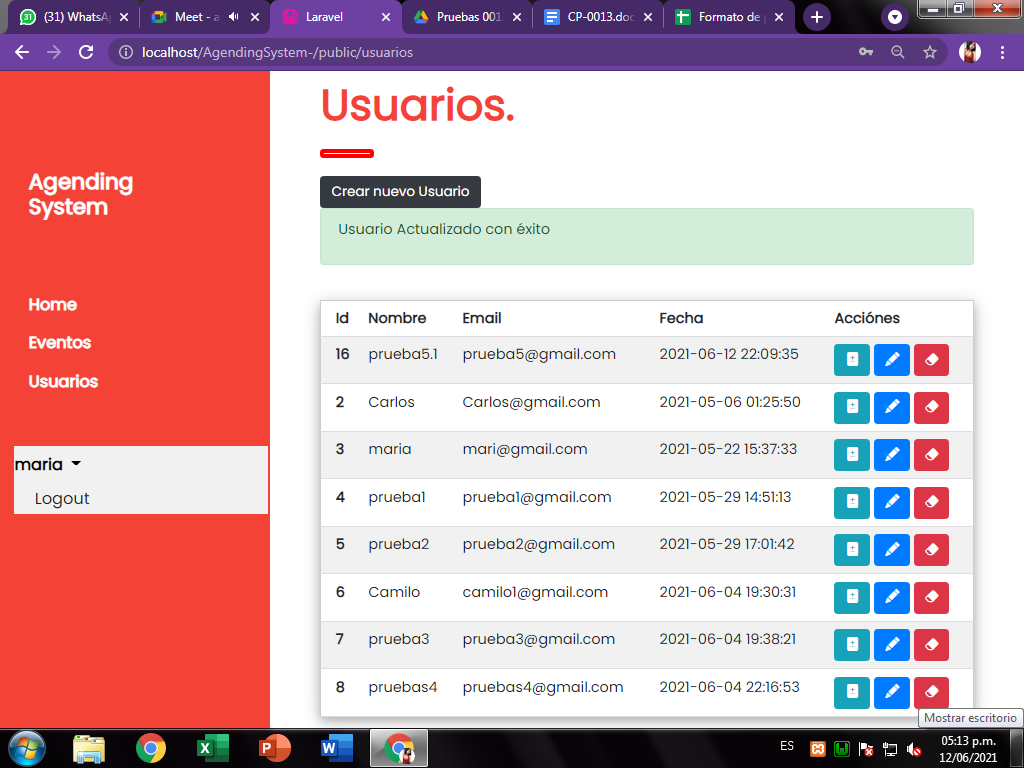 (31) WhatsA
Meet - a
Laravel
Pruebas 001
CP-0013.doc
Formato de
localhost/AgendingSystem-/public/usuarios
Agending
System
Home
Eventos
Usuarios
maria
Logout
Usuarios.
Crear nuevo Usuario
Usuario Actualizado con éxito
Id Nombre Email Fecha Acciónes
16 prueba5.1 prueba5@gmail.com 2021-06-12 22:09:35
2 Carlos Carlos@gmail.com 2021-05-06 01:25:50
3 maria mari@gmail.com 2021-05-22 15:37:33
4 prueba1 prueba1@gmail.com 2021-05-29 14:51:13
5 prueba2 prueba2@gmail.com 2021-05-29 17:01:42
6 Camilo camilo1@gmail.com 2021-06-04 19:30:31
7 prueba3 prueba3@gmail.com 2021-06-04 19:38:21
8 pruebas4 pruebas4@gmail.com 2021-06-04 22:16:53
Mostrar escritorio
ES
05:13 p.m.
12/06/2021